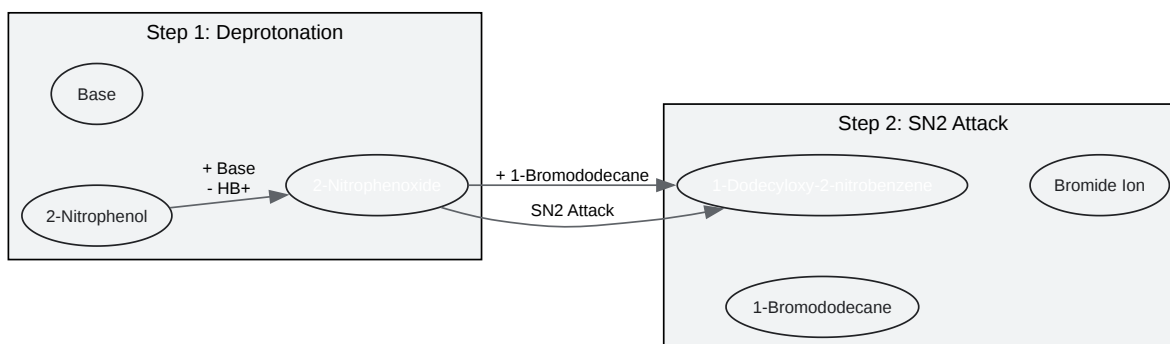 Step 1: Deprotonation
Base
2-Nitrophenol
+ Base
- HB+
2-Nitrophenoxide
+ 1-Bromododecane
SN2 Attack
Step 2: SN2 Attack
1-Dodecyloxy-2-nitrobenzene
Bromide Ion
1-Bromododecane